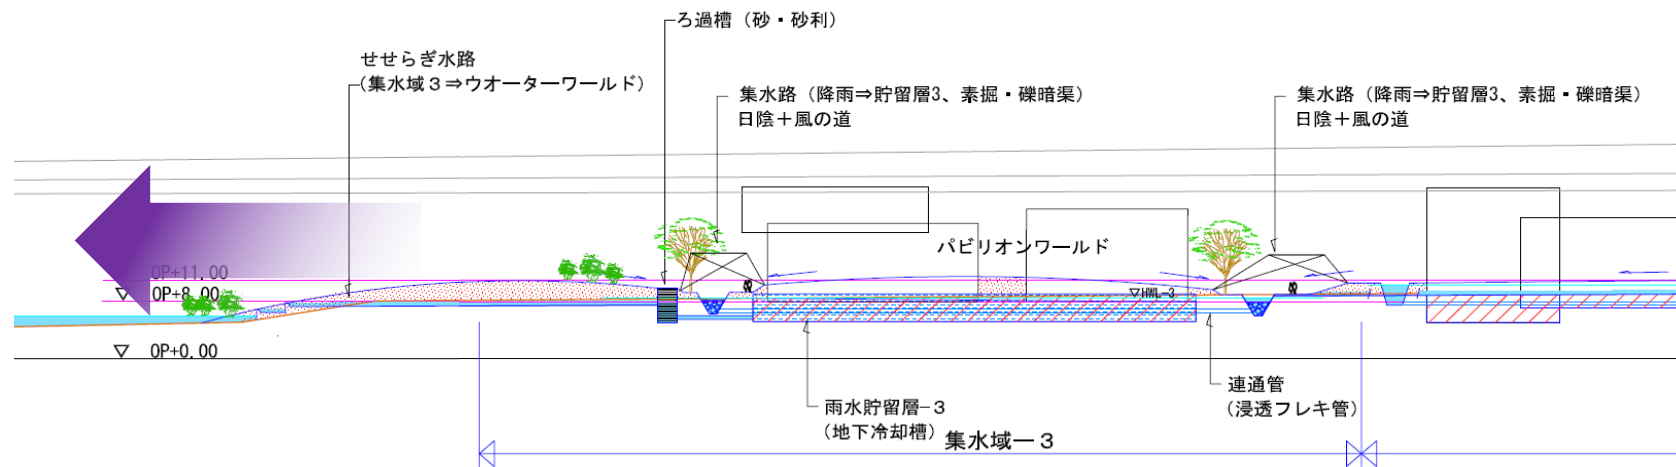 ろ過槽（砂・砂利）
せせらぎ水路
（集水域３⇒ウオーターワールド）
集水路（降雨⇒貯留層3、素掘・礫暗渠）
日陰＋風の道
集水路（降雨⇒貯留層3、素掘・礫暗渠）
日陰＋風の道
パビリオンワールド
OP+11.00
▽ OP+8.00
▽HWL-3
▽ OP+0.00
連通管
（浸透フレキ管）
雨水貯留層−３
（地下冷却槽）
集水域ー３